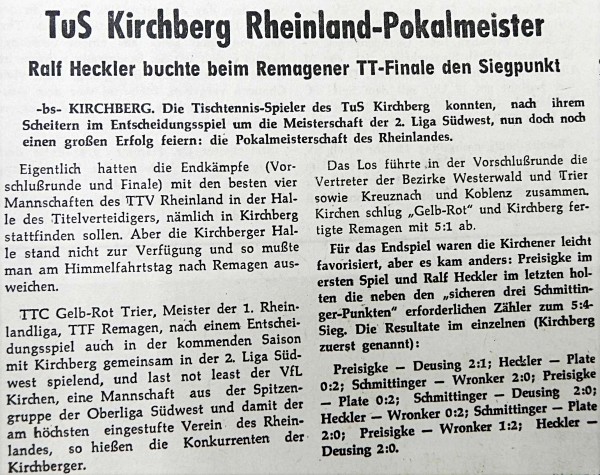 TuS Kirchberg Rheinland-Pokalmeister
Ralf Heckler buchte beim Remagener TT-Finale den Siegpunkt
-bs- KIRCHBERG. Die Tischtennis-Spieler des TuS Kirchberg konnten, nach ihrem
Scheitern im Entscheidungsspiel um die Meisterschaft der 2. Liga Südwest, nun doch noch
einen großen Erfolg feiern: die Pokalmeisterschaft des Rheinlandes.
Eigentlich hatten die Endkämpfe (Vor-
schlußrunde und Finale) mit den besten vier
Mannschaften des TTV Rheinland in der Hal-
le des Titelverteidigers, nämlich in Kirchberg
stattfinden sollen. Aber die Kirchberger Hal-
le stand nicht zur Verfügung und so mußte
man am Himmelfahrtstag nach Remagen aus-
weichen.
TTC Gelb-Rot Trier, Meister der 1. Rhein-
landliga, TTF Remagen, nach einem Entschei-
dungsspiel auch in der kommenden Saison
mit Kirchberg gemeinsam in der 2. Liga Süd-
west spielend, und last not least der VfL
Kirchen, eine Mannschaft aus der Spitzen-
gruppe der Oberliga Südwest und damit der
am höchsten eingestufte Verein des Rhein-
landes, so hießen die Konkurrenten der
Kirchberger.
Das Los führte in der Vorschlußrunde die
Vertreter der Bezirke Westerwald und Trier
sowie Kreuznach und Koblenz zusammen.
Kirchen schlug „Gelb-Rot" und Kirchberg fer-
tigte Remagen mit 5:1 ab.
Für das Endspiel waren die Kirchener leicht
favorisiert, aber es kam anders: Preisigke im
ersten Spiel und Ralf Heckler im letzten hol-
ten die neben den „sicheren drei Schmittin-
ger-Punkten" erforderlichen Zähler zum 5:4-
Sieg. Die Resultate im einzelnen (Kirchberg
zuerst genannt):
Preisigke — Deusing 2:1; Heckler — Plate
0:2; Schmittinger — Wronker 2:0; Preisigke
— Plate 0:2; Schmittinger — Deusing 2:0;
Heckler — Wronker 0:2; Schmittinger — Plate
2:0; Preisigke — Wronker 1:2; Heckler —
Deusing 2:0.